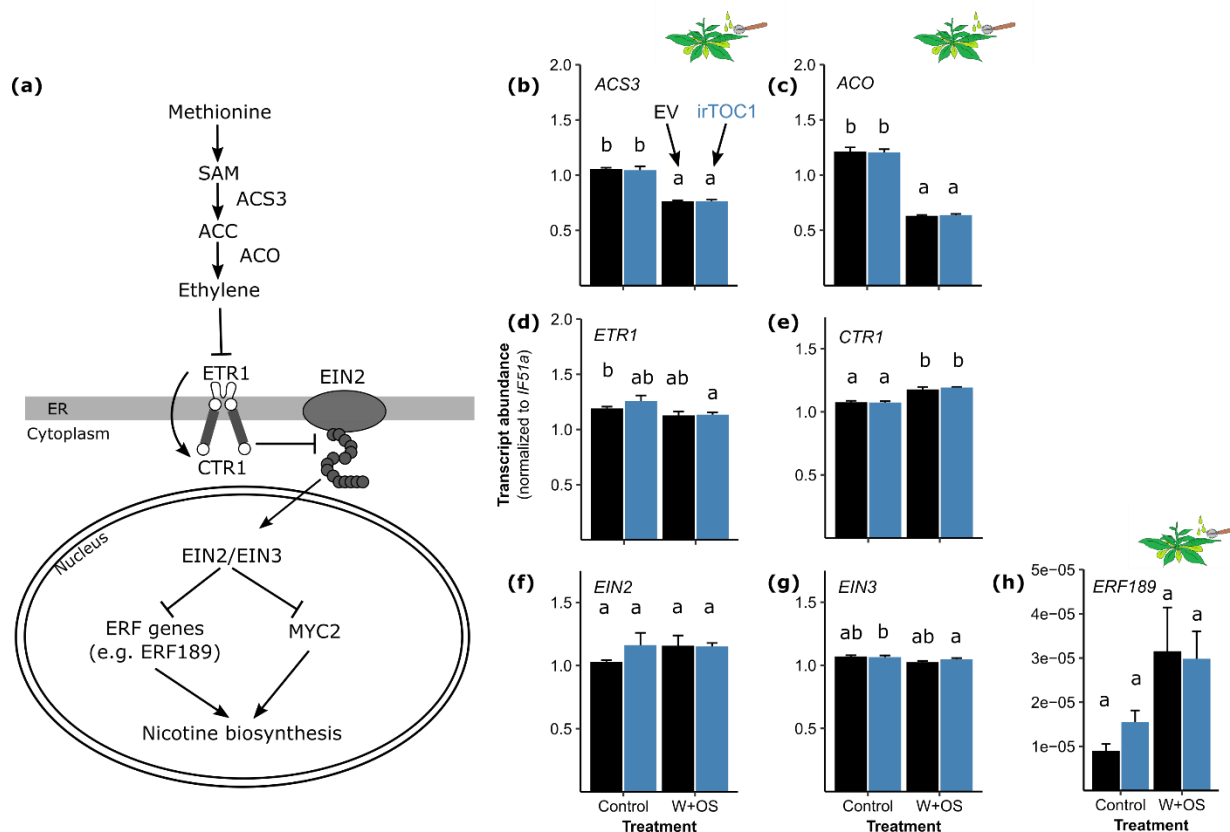 (a)
Methionine
SAM
ACS3
ACC
ACO
Ethylene
ETR1
EIN2
ER
Cytoplasm
CTR1
Nucleus
EIN2/EIN3
ERF genes
(e.g. ERF189)
MYC2
Nicotine biosynthesis
(b)
ACS3
EV
irTOC1
2.0
1.5
1.0
0.5
b b a a
(c)
ACO
2.0
1.5
1.0
0.5
b b a a
Transcript abundance
(normalized to IF51a)
(d)
ETR1
2.0
1.5
1.0
0.5
b ab ab a
(e)
CTR1
1.5
1.0
0.5
a a b b
(f)
EIN2
1.5
1.0
0.5
a a a a
Control W+OS
Treatment
(g)
EIN3
1.5
1.0
0.5
ab b ab a
Control W+OS
Treatment
(h)
ERF189
5e−05
4e−05
3e−05
2e−05
1e−05
a a a a
Control W+OS
Treatment